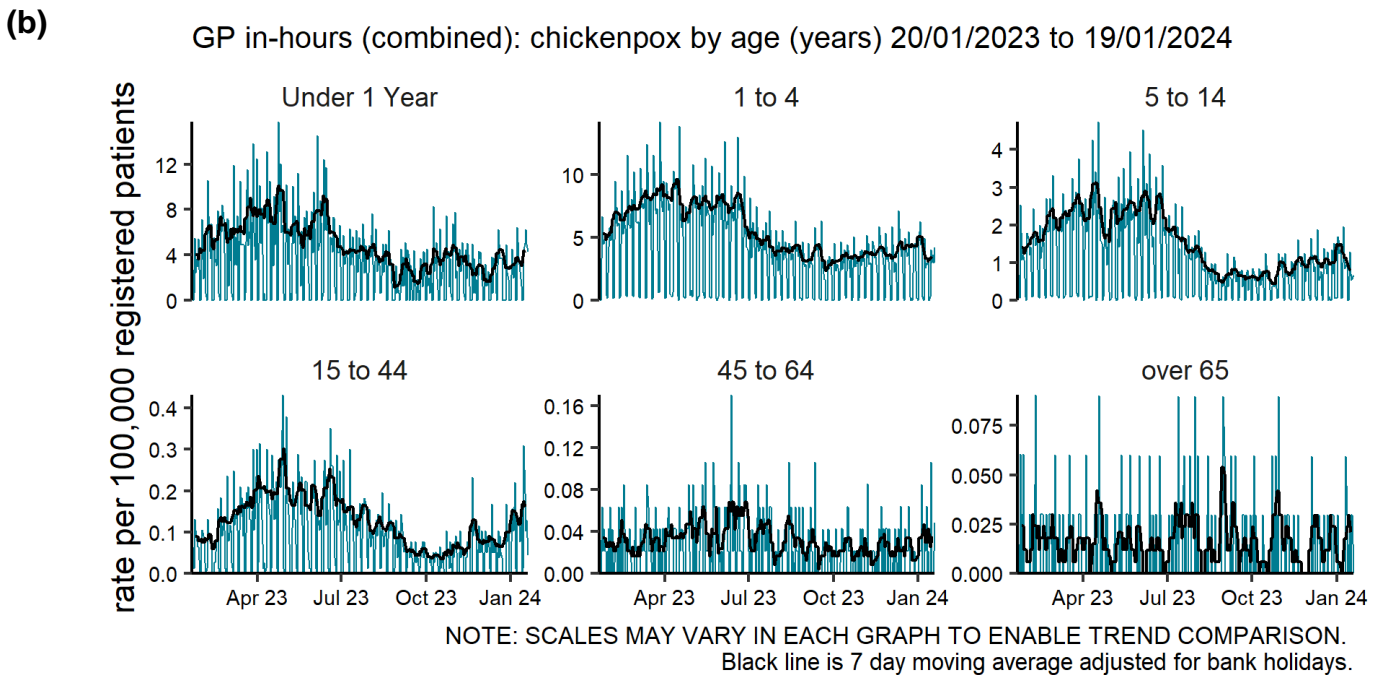 (b)
GP in-hours (combined): chickenpox by age (years) 20/01/2023 to 19/01/2024
rate per 100,000 registered patients
Under 1 Year
1 to 4
5 to 14
12
8
4
0
10
5
0
4
3
2
1
0
15 to 44
45 to 64
over 65
0.4
0.3
0.2
0.1
0.0
0.16
0.12
0.08
0.04
0.00
0.075
0.050
0.025
0.000
Apr 23 Jul 23 Oct 23 Jan 24
Apr 23 Jul 23 Oct 23 Jan 24
Apr 23 Jul 23 Oct 23 Jan 24
NOTE: SCALES MAY VARY IN EACH GRAPH TO ENABLE TREND COMPARISON.
Black line is 7 day moving average adjusted for bank holidays.